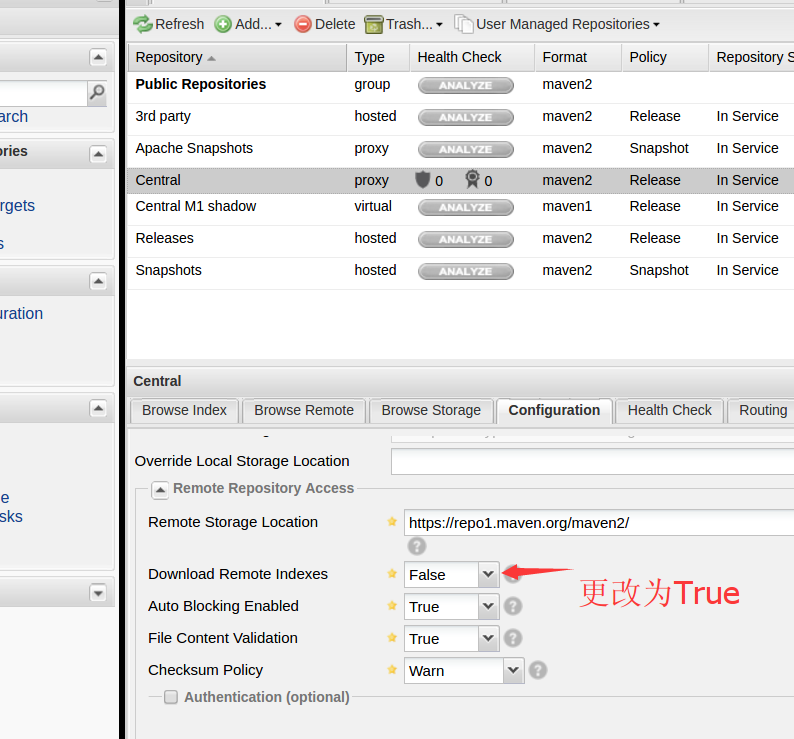 Refresh Add... Delete Trash... User Managed Repositories
Repository Type Health Check Format Policy Repository S
Public Repositories group ANALYZE maven2
arch
3rd party hosted ANALYZE maven2 Release In Service
ories
Apache Snapshots proxy ANALYZE maven2 Snapshot In Service
Central proxy 0 0 maven2 Release In Service
rgets
Central M1 shadow virtual ANALYZE maven1 Release In Service
s
Releases hosted ANALYZE maven2 Release In Service
Snapshots hosted ANALYZE maven2 Snapshot In Service
uration
Central
Browse Index Browse Remote Browse Storage Configuration Health Check Routing
Override Local Storage Location
Remote Repository Access
e
sks
Remote Storage Location https://repo1.maven.org/maven2/
?
Download Remote Indexes False
更改为True
Auto Blocking Enabled True ?
File Content Validation True ?
Checksum Policy Warn ?
Authentication (optional)